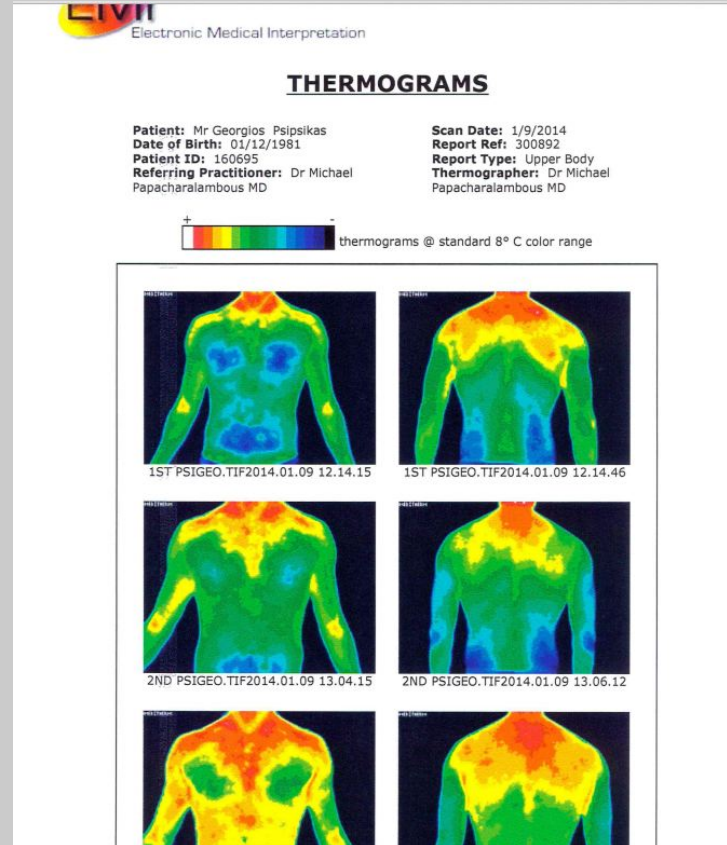 EMI
Electronic Medical Interpretation
THERMOGRAMS
Patient: Mr Georgios Psipsikas
Date of Birth: 01/12/1981
Patient ID: 160695
Referring Practitioner: Dr Michael
Papacharalambous MD
Scan Date: 1/9/2014
Report Ref: 300892
Report Type: Upper Body
Thermographer: Dr Michael
Papacharalambous MD
+ -
thermograms @ standard 8° C color range
1ST PSIGEO.TIF2014.01.09 12.14.15
1ST PSIGEO.TIF2014.01.09 12.14.46
2ND PSIGEO.TIF2014.01.09 13.04.15
2ND PSIGEO.TIF2014.01.09 13.06.12